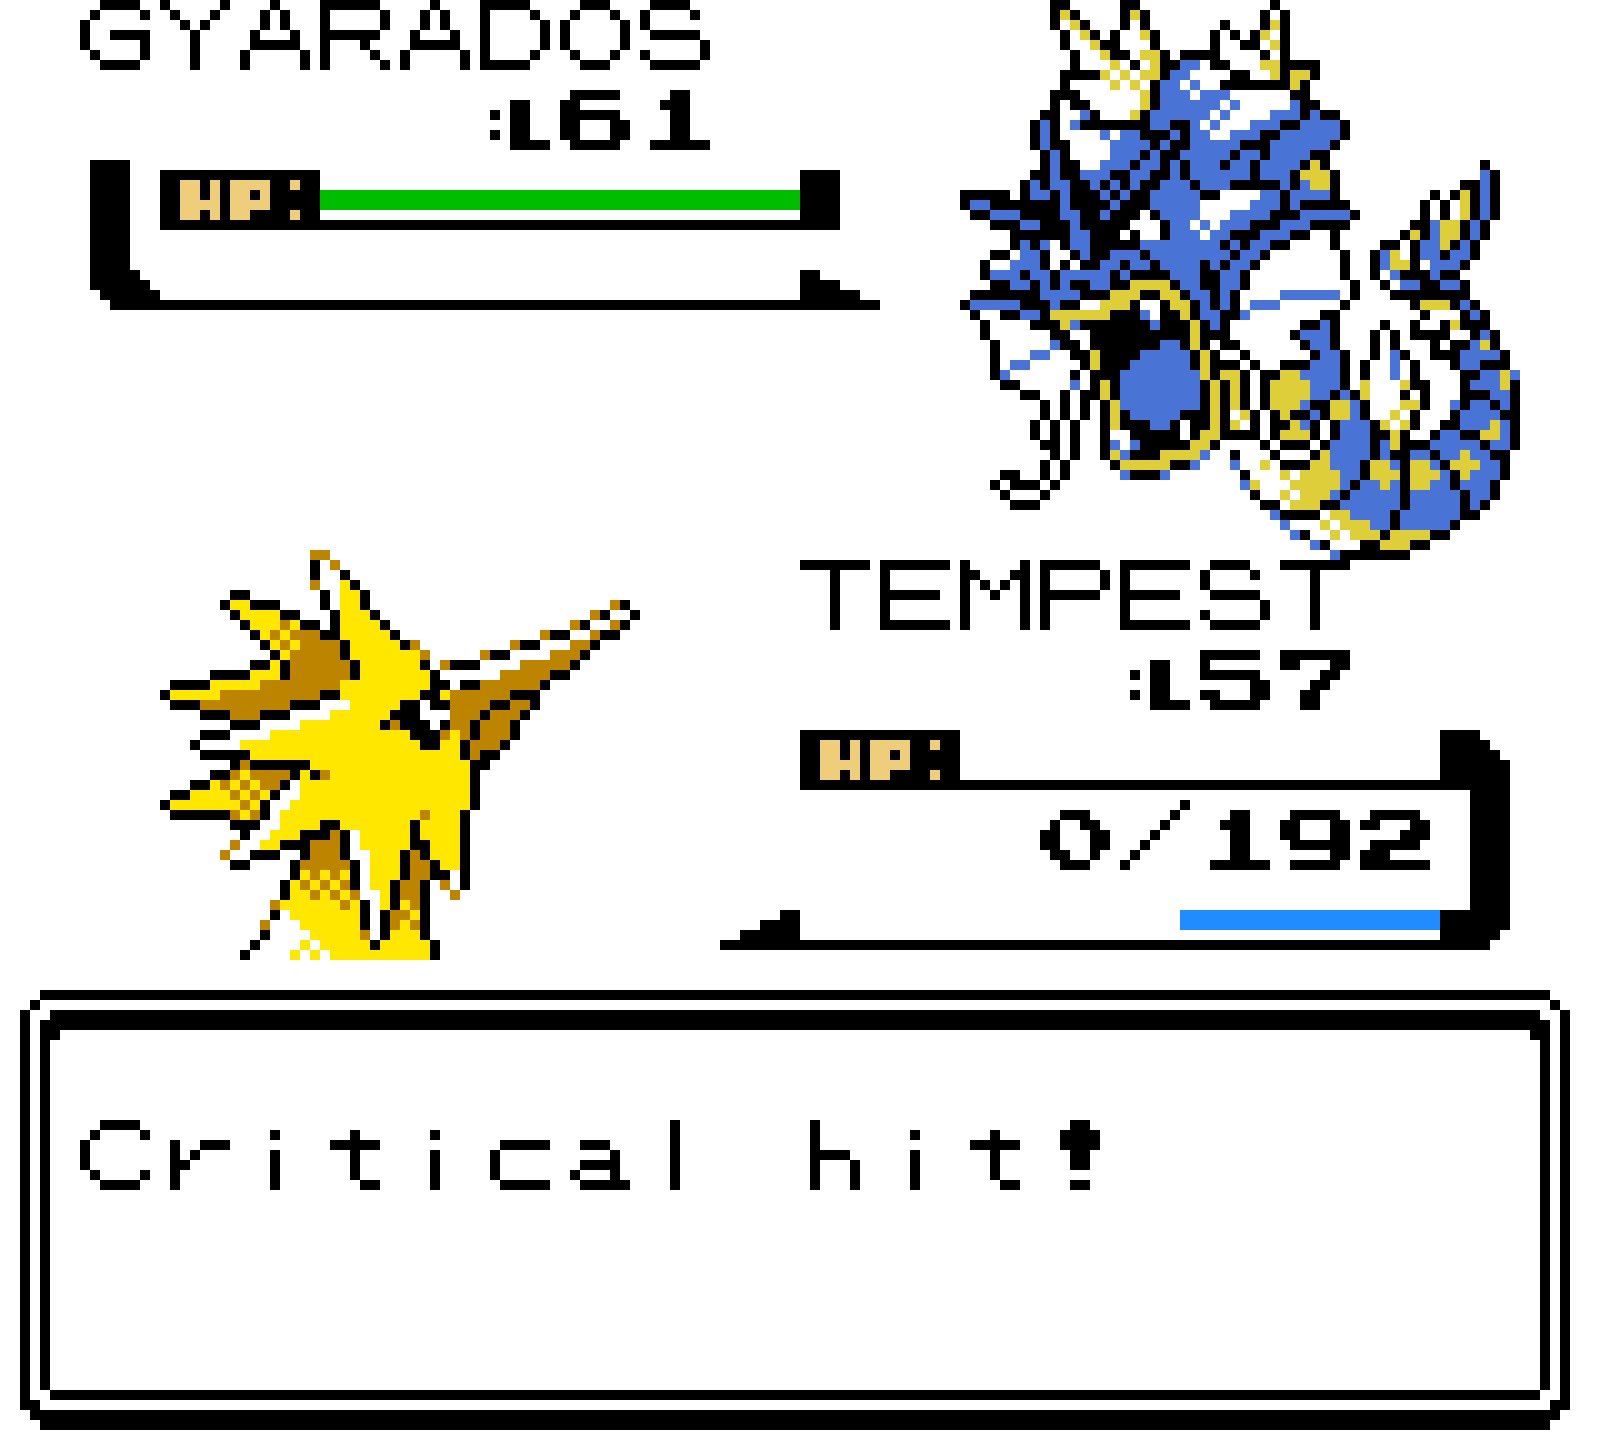 GYARADOS
:L61
HP:
TEMPEST
:L57
HP:
0/192
Critical hit!